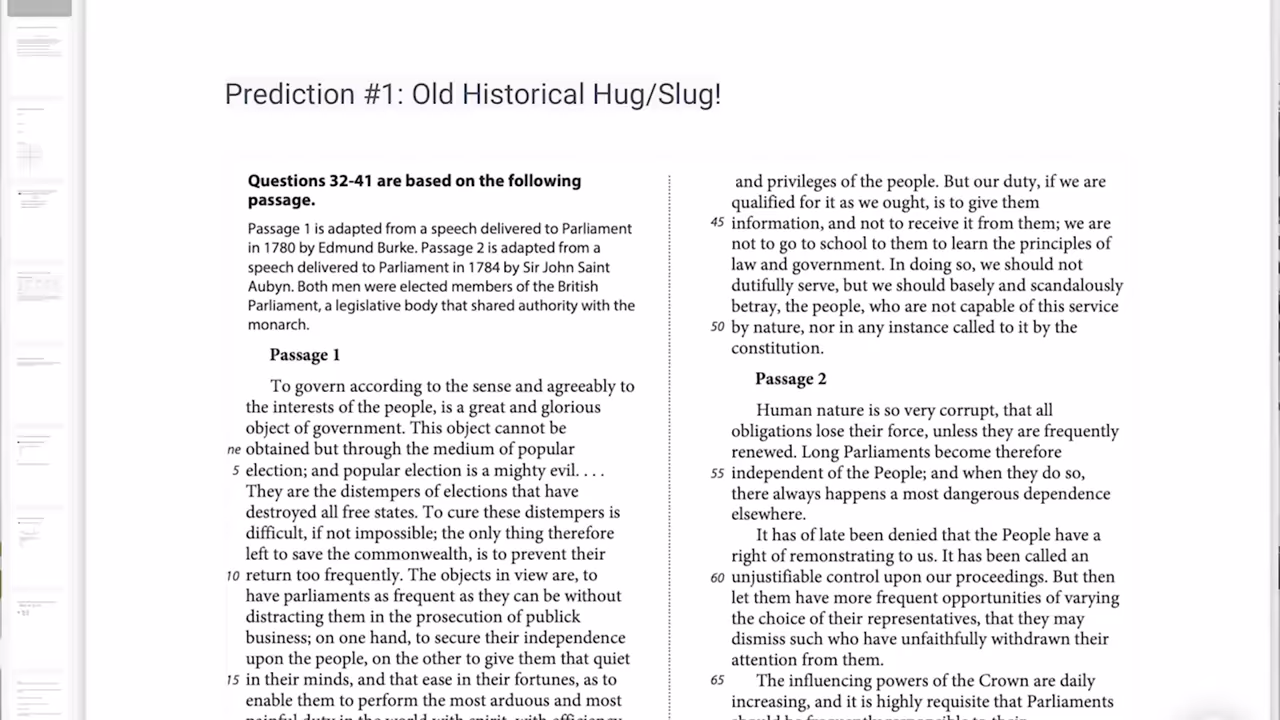 Prediction #1: Old Historical Hug/Slug!
Questions 32-41 are based on the following
passage.
Passage 1 is adapted from a speech delivered to Parliament
in 1780 by Edmund Burke. Passage 2 is adapted from a
speech delivered to Parliament in 1784 by Sir John Saint
Aubyn. Both men were elected members of the British
Parliament, a legislative body that shared authority with the
monarch.
Passage 1
To govern according to the sense and agreeably to
the interests of the people, is a great and glorious
object of government. This object cannot be
ne obtained but through the medium of popular
5 election; and popular election is a mighty evil. . . .
They are the distempers of elections that have
destroyed all free states. To cure these distempers is
difficult, if not impossible; the only thing therefore
left to save the commonwealth, is to prevent their
10 return too frequently. The objects in view are, to
have parliaments as frequent as they can be without
distracting them in the prosecution of publick
business; on one hand, to secure their independence
upon the people, on the other to give them that quiet
15 in their minds, and that ease in their fortunes, as to
enable them to perform the most arduous and most
painful duty in the world with spirit, with efficiency
and privileges of the people. But our duty, if we are
qualified for it as we ought, is to give them
45 information, and not to receive it from them; we are
not to go to school to them to learn the principles of
law and government. In doing so, we should not
dutifully serve, but we should basely and scandalously
betray, the people, who are not capable of this service
50 by nature, nor in any instance called to it by the
constitution.
Passage 2
Human nature is so very corrupt, that all
obligations lose their force, unless they are frequently
renewed. Long Parliaments become therefore
55 independent of the People; and when they do so,
there always happens a most dangerous dependence
elsewhere.
It has of late been denied that the People have a
right of remonstrating to us. It has been called an
60 unjustifiable control upon our proceedings. But then
let them have more frequent opportunities of varying
the choice of their representatives, that they may
dismiss such who have unfaithfully withdrawn their
attention from them.
65 The influencing powers of the Crown are daily
increasing, and it is highly requisite that Parliaments
should be frequently responsible to their